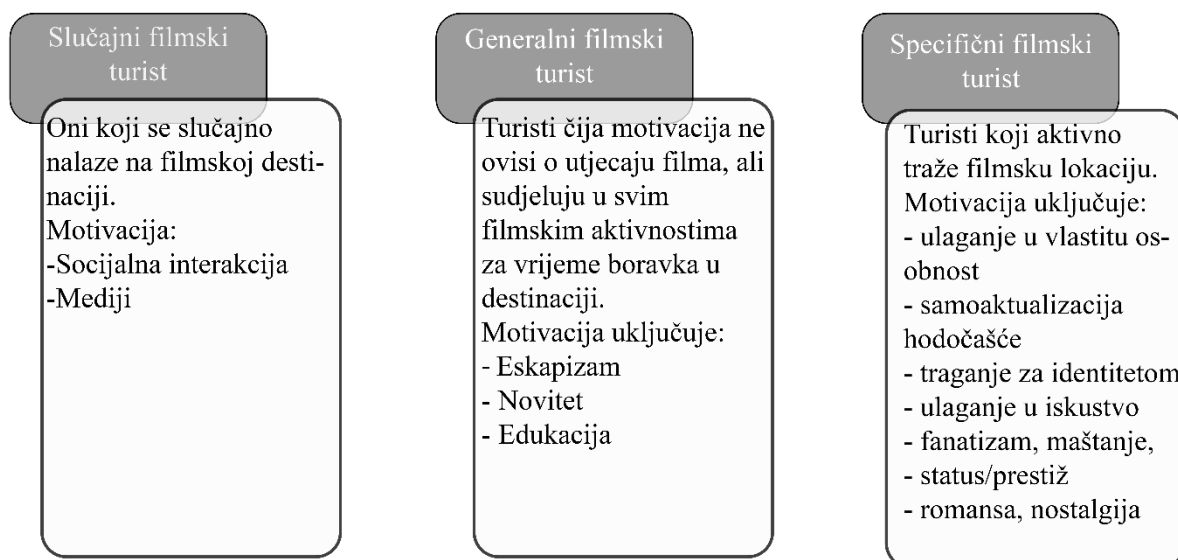 Slučajni filmski
turist
Oni koji se slučajno
nalaze na filmskoj desti-
naciji.
Motivacija:
-Socijalna interakcija
-Mediji
Generalni filmski
turist
Turisti čija motivacija ne
ovisi o utjecaju filma, ali
sudjeluju u svim
filmskim aktivnostima
za vrijeme boravka u
destinaciji.
Motivacija uključuje:
- Eskapizam
- Novitet
- Edukacija
Specifični filmski
turist
Turisti koji aktivno
traže filmsku lokaciju.
Motivacija uključuje:
- ulaganje u vlastitu os-
obnost
- samoaktualizacija
hodočašće
- traganje za identitetom
- ulaganje u iskustvo
- fanatizam, maštanje,
- status/prestiž
- romansa, nostalgija